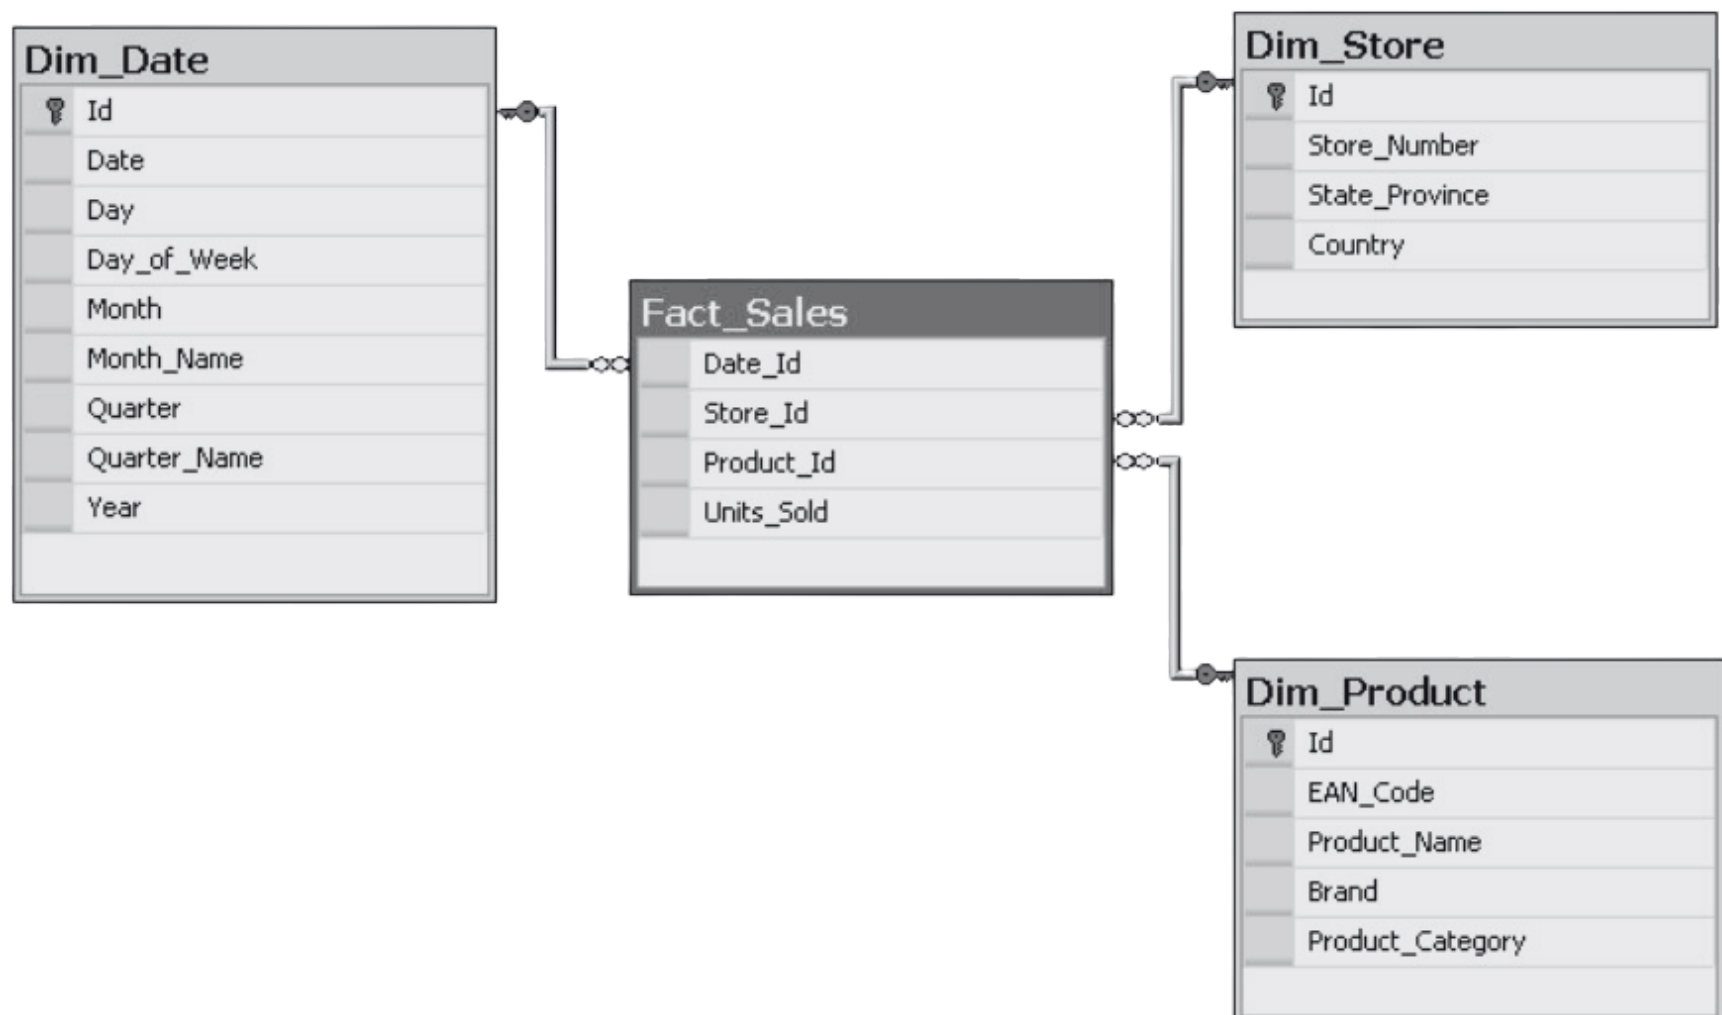 Dim_Date
Id
Date
Day
Day_of_Week
Month
Month_Name
Quarter
Quarter_Name
Year
Fact_Sales
Date_Id
Store_Id
Product_Id
Units_Sold
Dim_Store
Id
Store_Number
State_Province
Country
Dim_Product
Id
EAN_Code
Product_Name
Brand
Product_Category